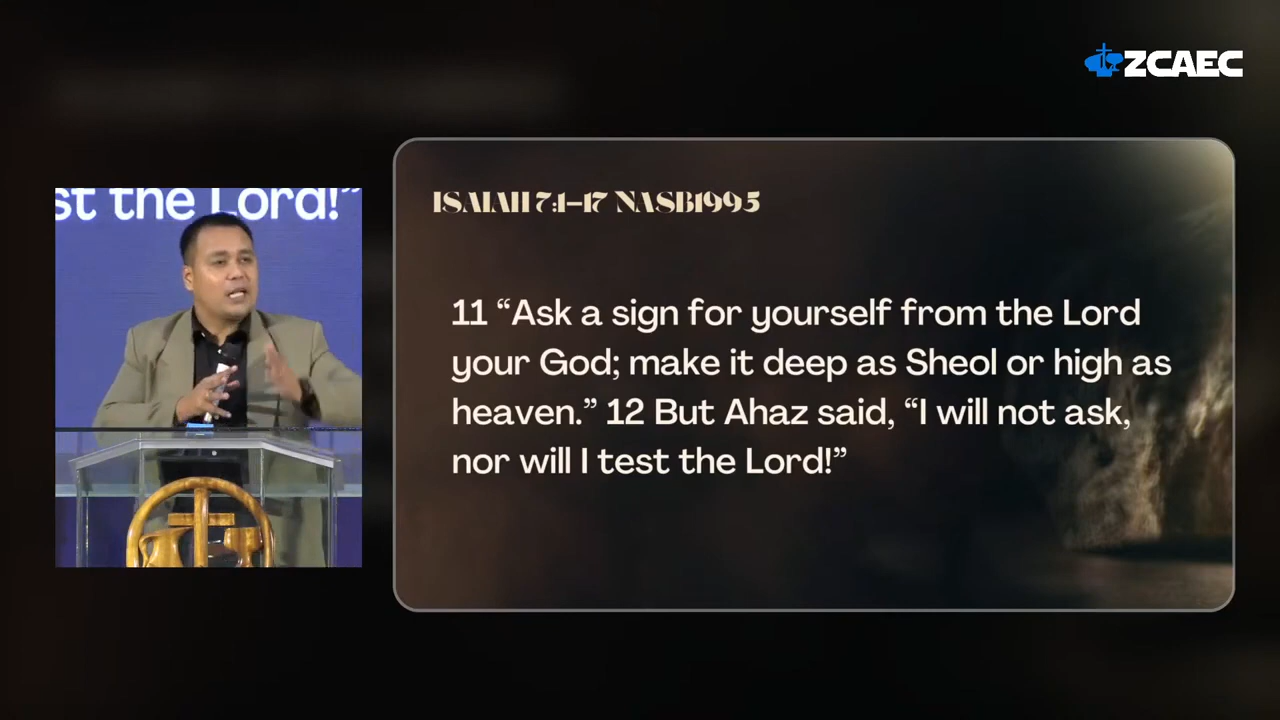 ZCAEC
st the Lord!”
ISAIAH 7:1–17 NASB1995
11 “Ask a sign for yourself from the Lord
your God; make it deep as Sheol or high as
heaven.” 12 But Ahaz said, “I will not ask,
nor will I test the Lord!”